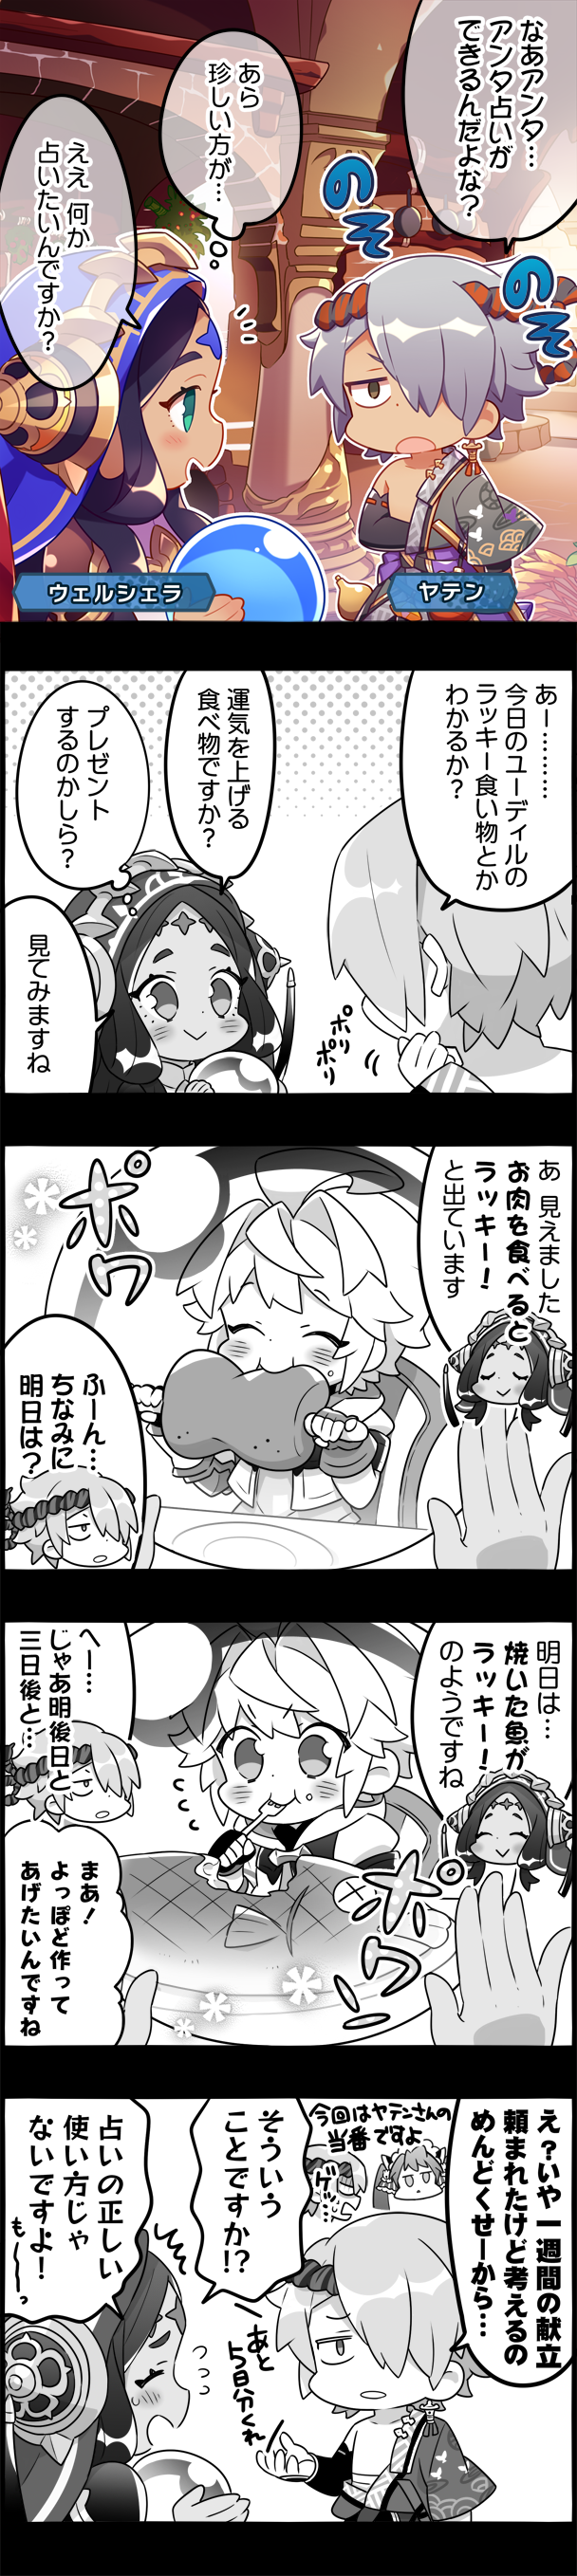 なあアンタ…
アンタ占いが
できるんだよな?
のそ
のそ
あら
珍しい方が…
ええ 何か
占いたいんですか?
ウェルシェラ
ヤテン
あー………
今日のユーディルの
ラッキー食い物とか
わかるか?
運気を上げる
食べ物ですか?
プレゼント
するのかしら?
見てみますね
ポリ
ポリ
あ 見えました
お肉を食べると
ラッキー!
と出ています
ポワ
ふーん…
ちなみに
明日は?
明日は…
焼いた魚が
ラッキー!
のようですね
へー…
じゃあ明後日と
三日後と…
ポワン
まあ!
よっぽど作って
あげたいんですね
え?いや一週間の献立
頼まれたけど考えるの
めんどくせーから…
今回はヤテンさんの
当番ですよ
ゲッ…
そういう
ことですか!?
あと
5日分くれ
占いの正しい
使い方じゃ
ないですよ!
も〜〜っ